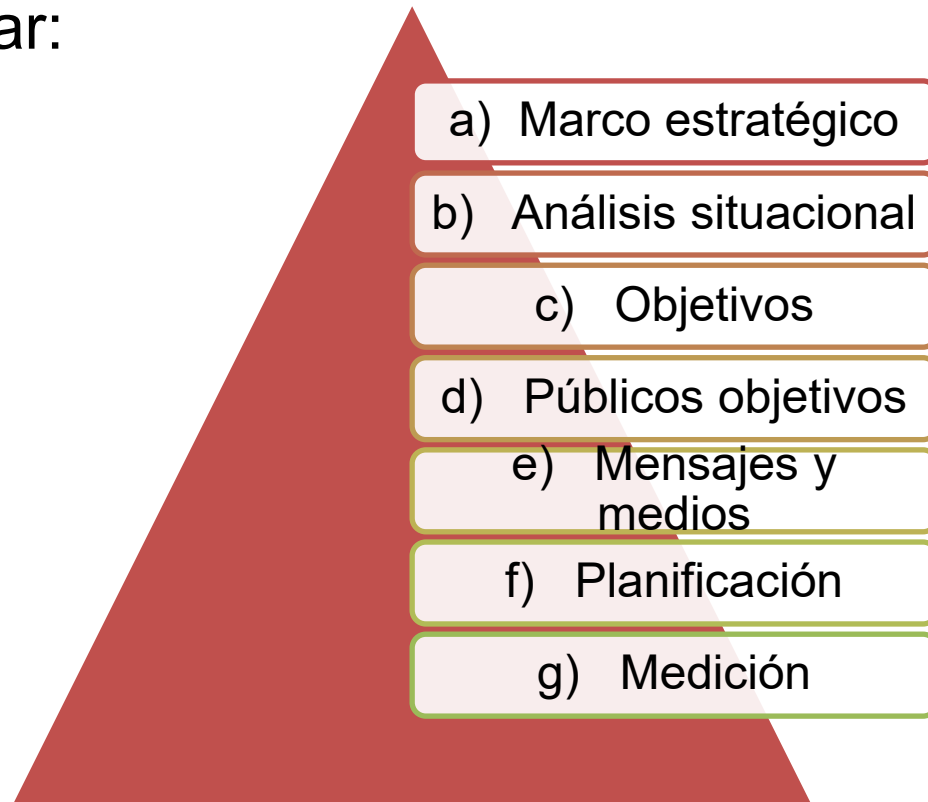 ar:
a) Marco estratégico
b) Análisis situacional
c) Objetivos
d) Públicos objetivos
e) Mensajes y
medios
f) Planificación
g) Medición